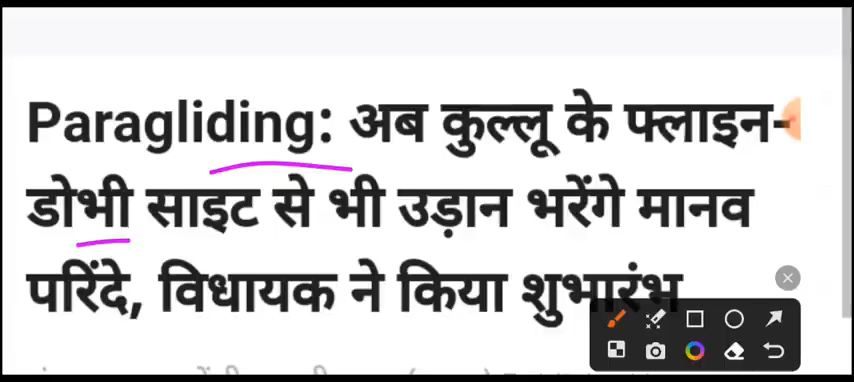 Paragliding: अब कुल्लू के फ्लाइन-
डोभी साइट से भी उड़ान भरेंगे मानव
परिंदे, विधायक ने किया शुभारंभ